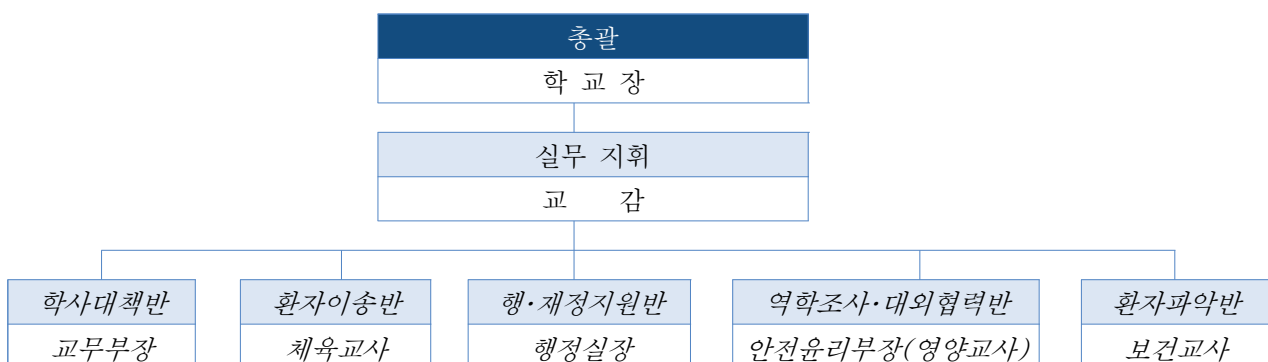 총괄
학 교 장
실무 지휘
교 감
학사대책반 환자이송반 행·재정지원반 역학조사·대외협력반 환자파악반
교무부장 체육교사 행정실장 안전윤리부장(영양교사) 보건교사